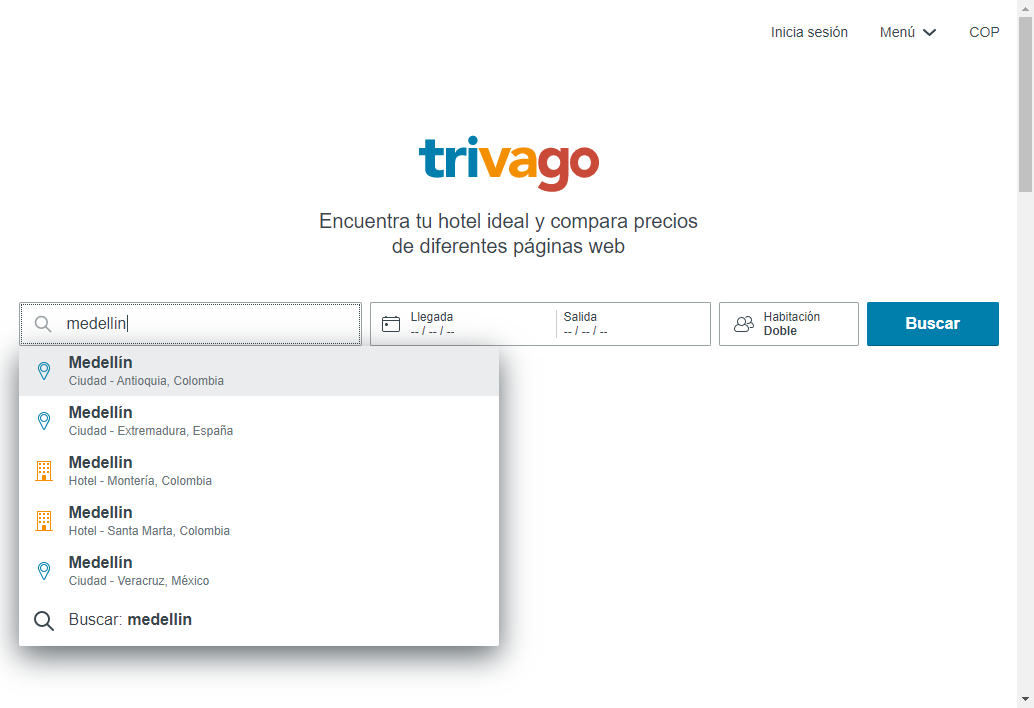 Inicia sesión Menú COP
trivago
Encuentra tu hotel ideal y compara precios
de diferentes páginas web
medellin
Llegada
-- / -- / --
Salida
-- / -- / --
Habitación
Doble
Buscar
Medellín
Ciudad - Antioquia, Colombia
Medellín
Ciudad - Extremadura, España
Medellin
Hotel - Montería, Colombia
Medellin
Hotel - Santa Marta, Colombia
Medellín
Ciudad - Veracruz, México
Buscar: medellin